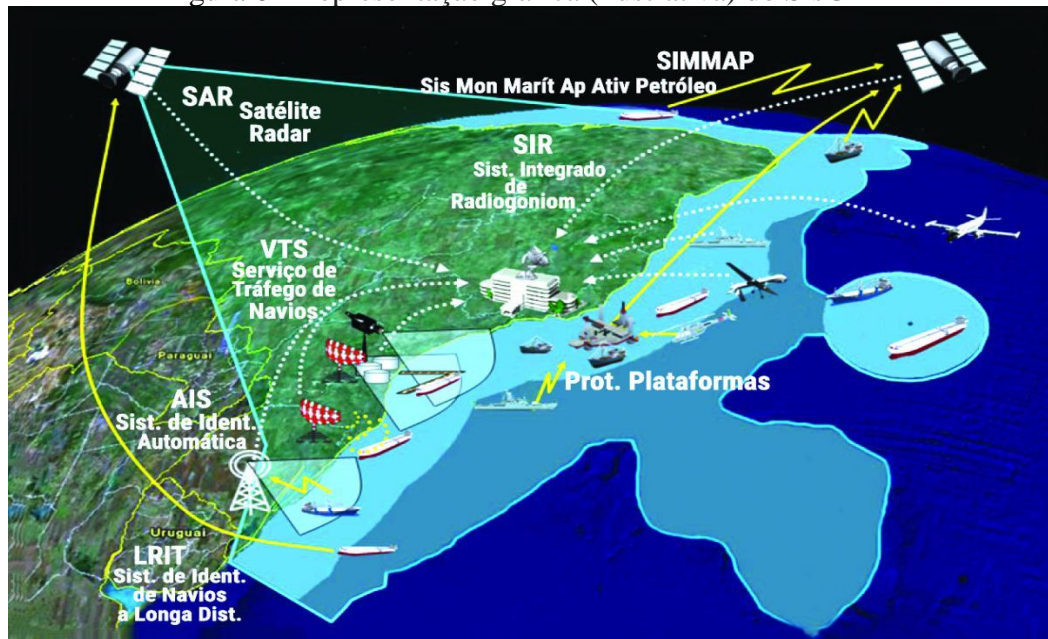 SIMMAP
Sis Mon Marít Ap Ativ Petróleo
SAR
Satélite
Radar
SIR
Sist. Integrado
de
Radiogoniom
VTS
Serviço de
Tráfego de
Navios
Bolívia
Paraguai
AIS
Sist. de Ident.
Automática
Prot. Plataformas
Uruguai
LRIT
Sist. de Ident.
de Navios
a Longa Dist.